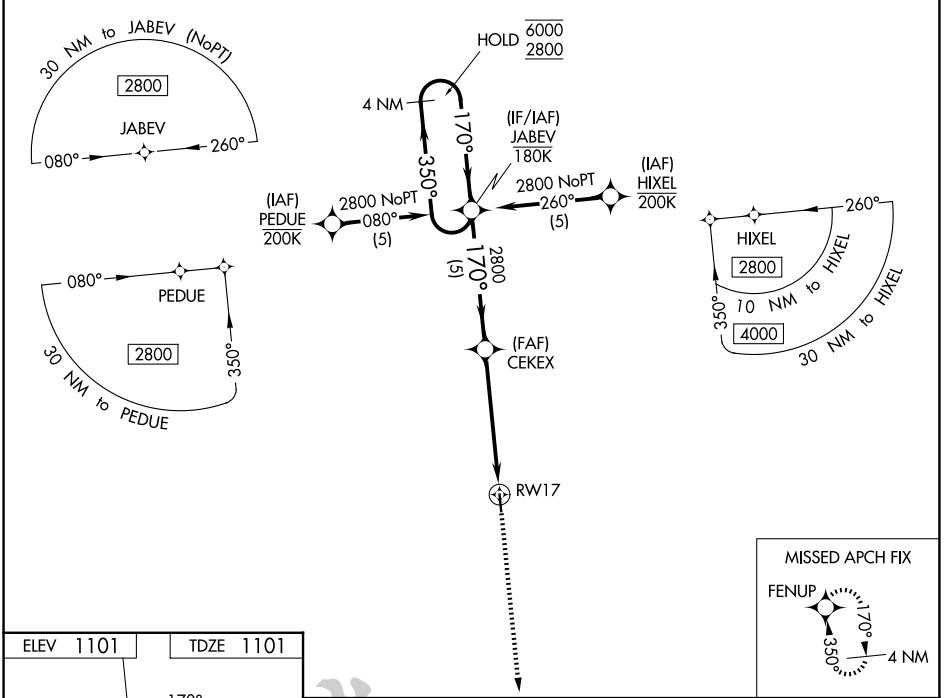 30 NM to JABEV (NoPT)
2800
JABEV
080°
260°
HOLD 6000
2800
4 NM
170°
350°
(IF/IAF)
JABEV
180K
(IAF)
PEDUE
200K
2800 NoPT
080°
(5)
2800 NoPT
260°
(5)
(IAF)
HIXEL
200K
2800
170°
(5)
(FAF)
CEKEX
RW17
080°
PEDUE
2800
350°
30 NM to PEDUE
260°
HIXEL
2800
10 NM to HIXEL
350°
4000
30 NM to HIXEL
MISSED APCH FIX
FENUP
170°
350°
4 NM
ELEV 1101
TDZE 1101
170°